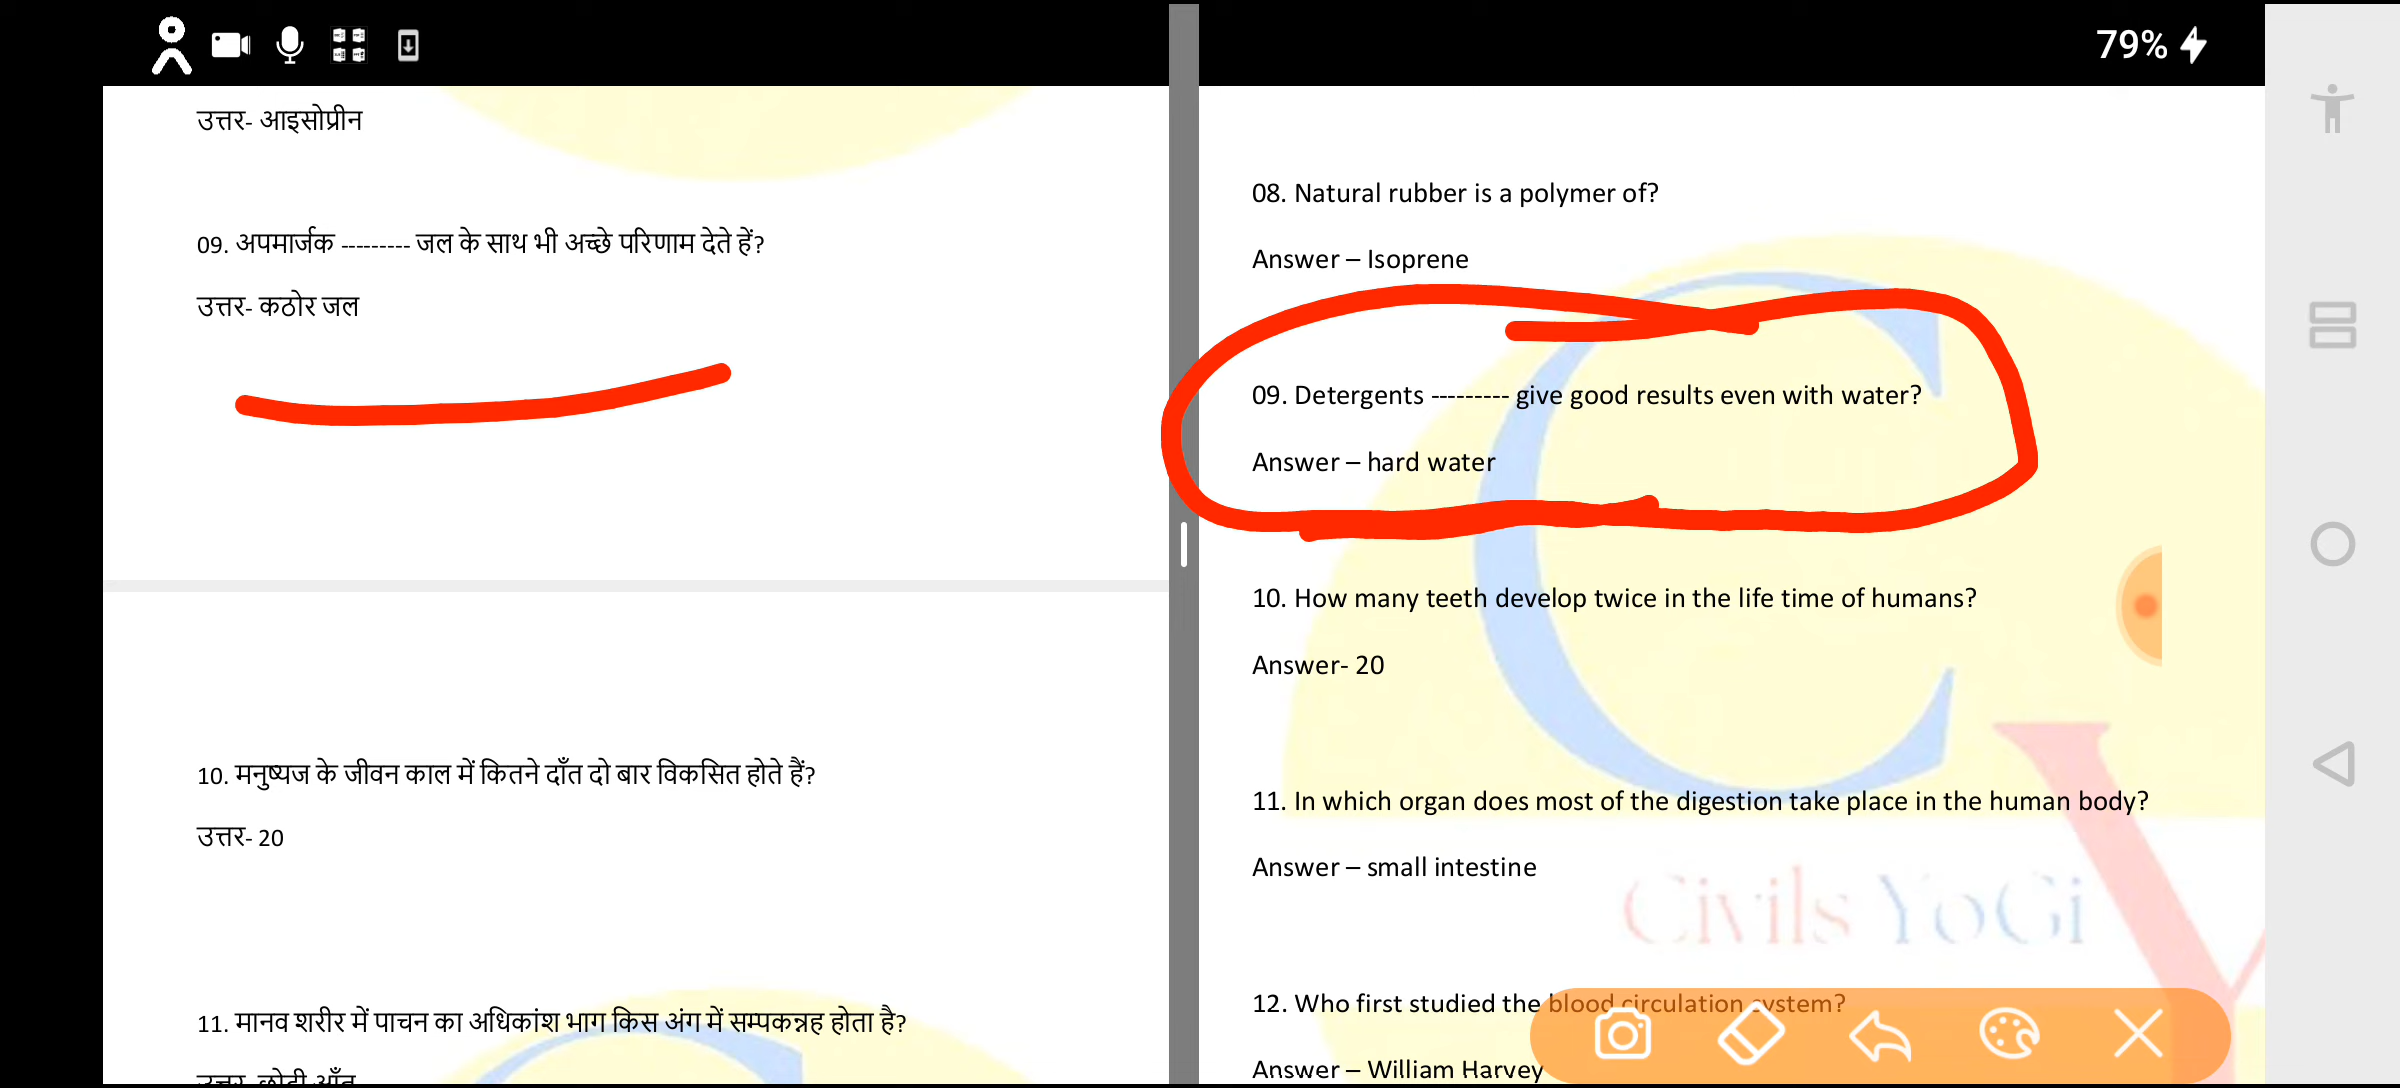 79%
उत्तर- आइसोप्रीन
09. अपमार्जक --------- जल के साथ भी अच्छे परिणाम देते हें?
उत्तर- कठोर जल
10. मनुष्यज के जीवन काल में कितने दाँत दो बार विकसित होते हैं?
उत्तर- 20
11. मानव शरीर में पाचन का अधिकांश भाग किस अंग में सम्पकन्नह होता है?
उत्तर- छोटी आँत
08. Natural rubber is a polymer of?
Answer – Isoprene
09. Detergents --------- give good results even with water?
Answer – hard water
10. How many teeth develop twice in the life time of humans?
Answer- 20
11. In which organ does most of the digestion take place in the human body?
Answer – small intestine
Civils YoGi
12. Who first studied the blood circulation system?
Answer – William Harvey